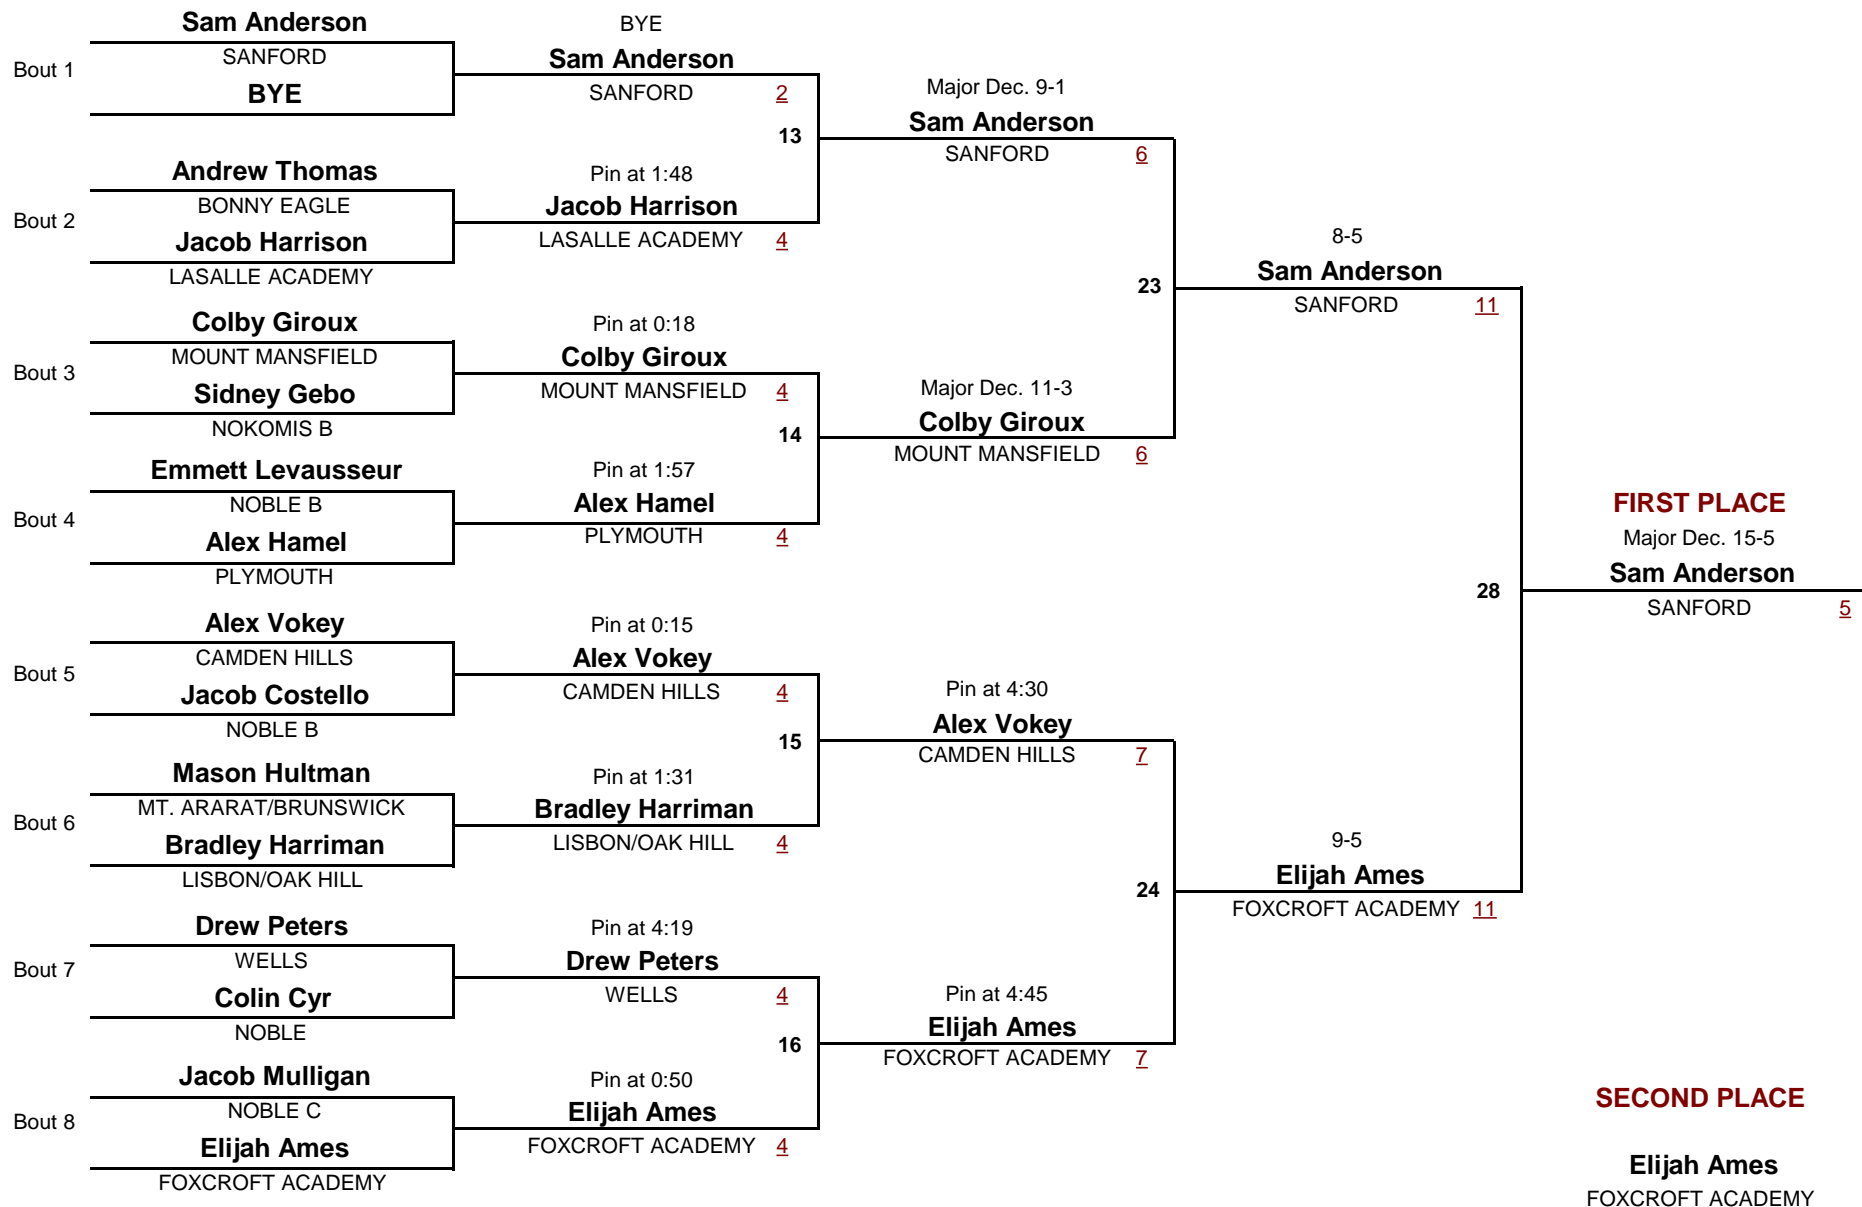 Sam Anderson
Bout 1
SANFORD
BYE
Andrew Thomas
Bout 2
BONNY EAGLE
Jacob Harrison
LASALLE ACADEMY
Colby Giroux
Bout 3
MOUNT MANSFIELD
Sidney Gebo
NOKOMIS B
Emmett Levausseur
Bout 4
NOBLE B
Alex Hamel
PLYMOUTH
Alex Vokey
Bout 5
CAMDEN HILLS
Jacob Costello
NOBLE B
Mason Hultman
Bout 6
MT. ARARAT/BRUNSWICK
Bradley Harriman
LISBON/OAK HILL
Drew Peters
Bout 7
WELLS
Colin Cyr
NOBLE
Jacob Mulligan
Bout 8
NOBLE C
Elijah Ames
FOXCROFT ACADEMY
BYE
Sam Anderson
SANFORD 2
13
Pin at 1:48
Jacob Harrison
LASALLE ACADEMY 4
Pin at 0:18
Colby Giroux
MOUNT MANSFIELD 4
14
Pin at 1:57
Alex Hamel
PLYMOUTH 4
Pin at 0:15
Alex Vokey
CAMDEN HILLS 4
15
Pin at 1:31
Bradley Harriman
LISBON/OAK HILL 4
Pin at 4:19
Drew Peters
WELLS 4
16
Pin at 0:50
Elijah Ames
FOXCROFT ACADEMY 4
Major Dec. 9-1
Sam Anderson
SANFORD 6
23
Major Dec. 11-3
Colby Giroux
MOUNT MANSFIELD 6
Pin at 4:30
Alex Vokey
CAMDEN HILLS 7
24
Pin at 4:45
Elijah Ames
FOXCROFT ACADEMY 7
8-5
Sam Anderson
SANFORD 11
28
9-5
Elijah Ames
FOXCROFT ACADEMY 11
FIRST PLACE
Major Dec. 15-5
Sam Anderson
SANFORD 5
SECOND PLACE
Elijah Ames
FOXCROFT ACADEMY